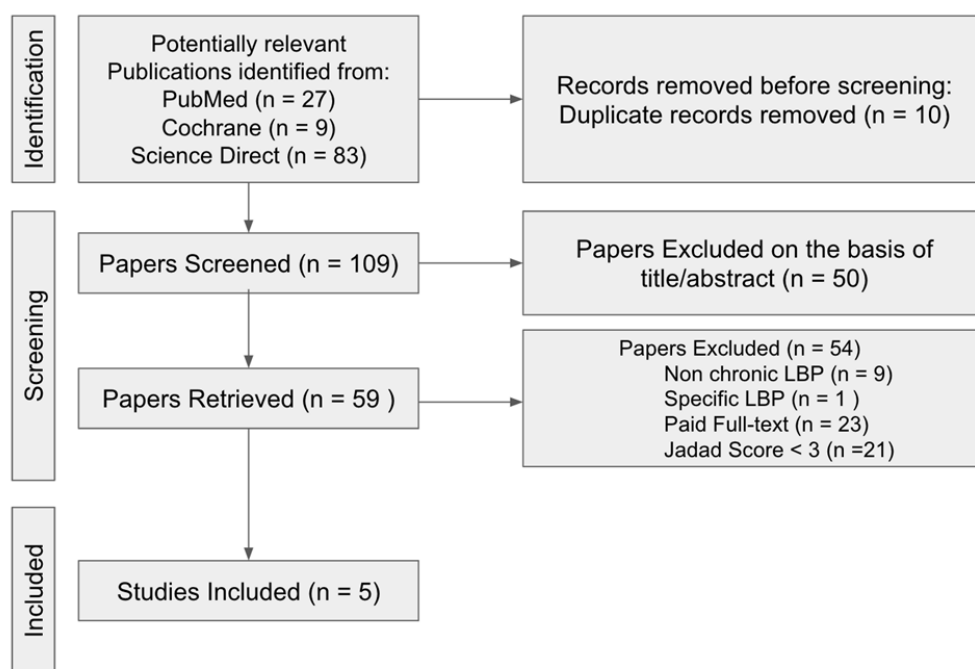 Identification
Potentially relevant
Publications identified from:
PubMed (n = 27)
Cochrane (n = 9)
Science Direct (n = 83)
Records removed before screening:
Duplicate records removed (n = 10)
Screening
Papers Screened (n = 109)
Papers Excluded on the basis of
title/abstract (n = 50)
Papers Retrieved (n = 59 )
Papers Excluded (n = 54)
Non chronic LBP (n = 9)
Specific LBP (n = 1 )
Paid Full-text (n = 23)
Jadad Score < 3 (n =21)
Included
Studies Included (n = 5)